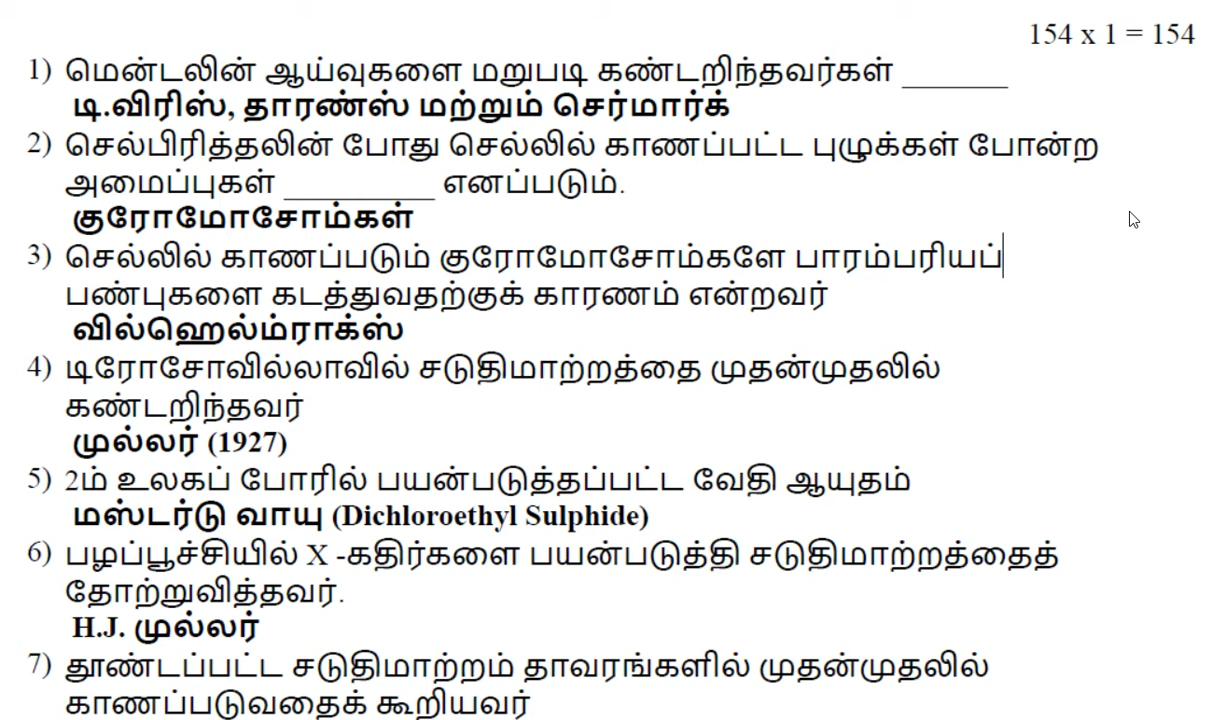 154 x 1 = 154
1) மென்டலின் ஆய்வுகளை மறுபடி கண்டறிந்தவர்கள் _______
டி.விரிஸ், தாரண்ஸ் மற்றும் செர்மார்க்
2) செல்பிரித்தலின் போது செல்லில் காணப்பட்ட புழுக்கள் போன்ற
அமைப்புகள் __________ எனப்படும்.
குரோமோசோம்கள்
3) செல்லில் காணப்படும் குரோமோசோம்களே பாரம்பரியப்
பண்புகளை கடத்துவதற்குக் காரணம் என்றவர்
வில்ஹெல்ம்ராக்ஸ்
4) டிரோசோவில்லாவில் சடுதிமாற்றத்தை முதன்முதலில்
கண்டறிந்தவர்
முல்லர் (1927)
5) 2ம் உலகப் போரில் பயன்படுத்தப்பட்ட வேதி ஆயுதம்
மஸ்டர்டு வாயு (Dichloroethyl Sulphide)
6) பழப்பூச்சியில் X -கதிர்களை பயன்படுத்தி சடுதிமாற்றத்தைத்
தோற்றுவித்தவர்.
H.J. முல்லர்
7) தூண்டப்பட்ட சடுதிமாற்றம் தாவரங்களில் முதன்முதலில்
காணப்படுவதைக் கூறியவர்